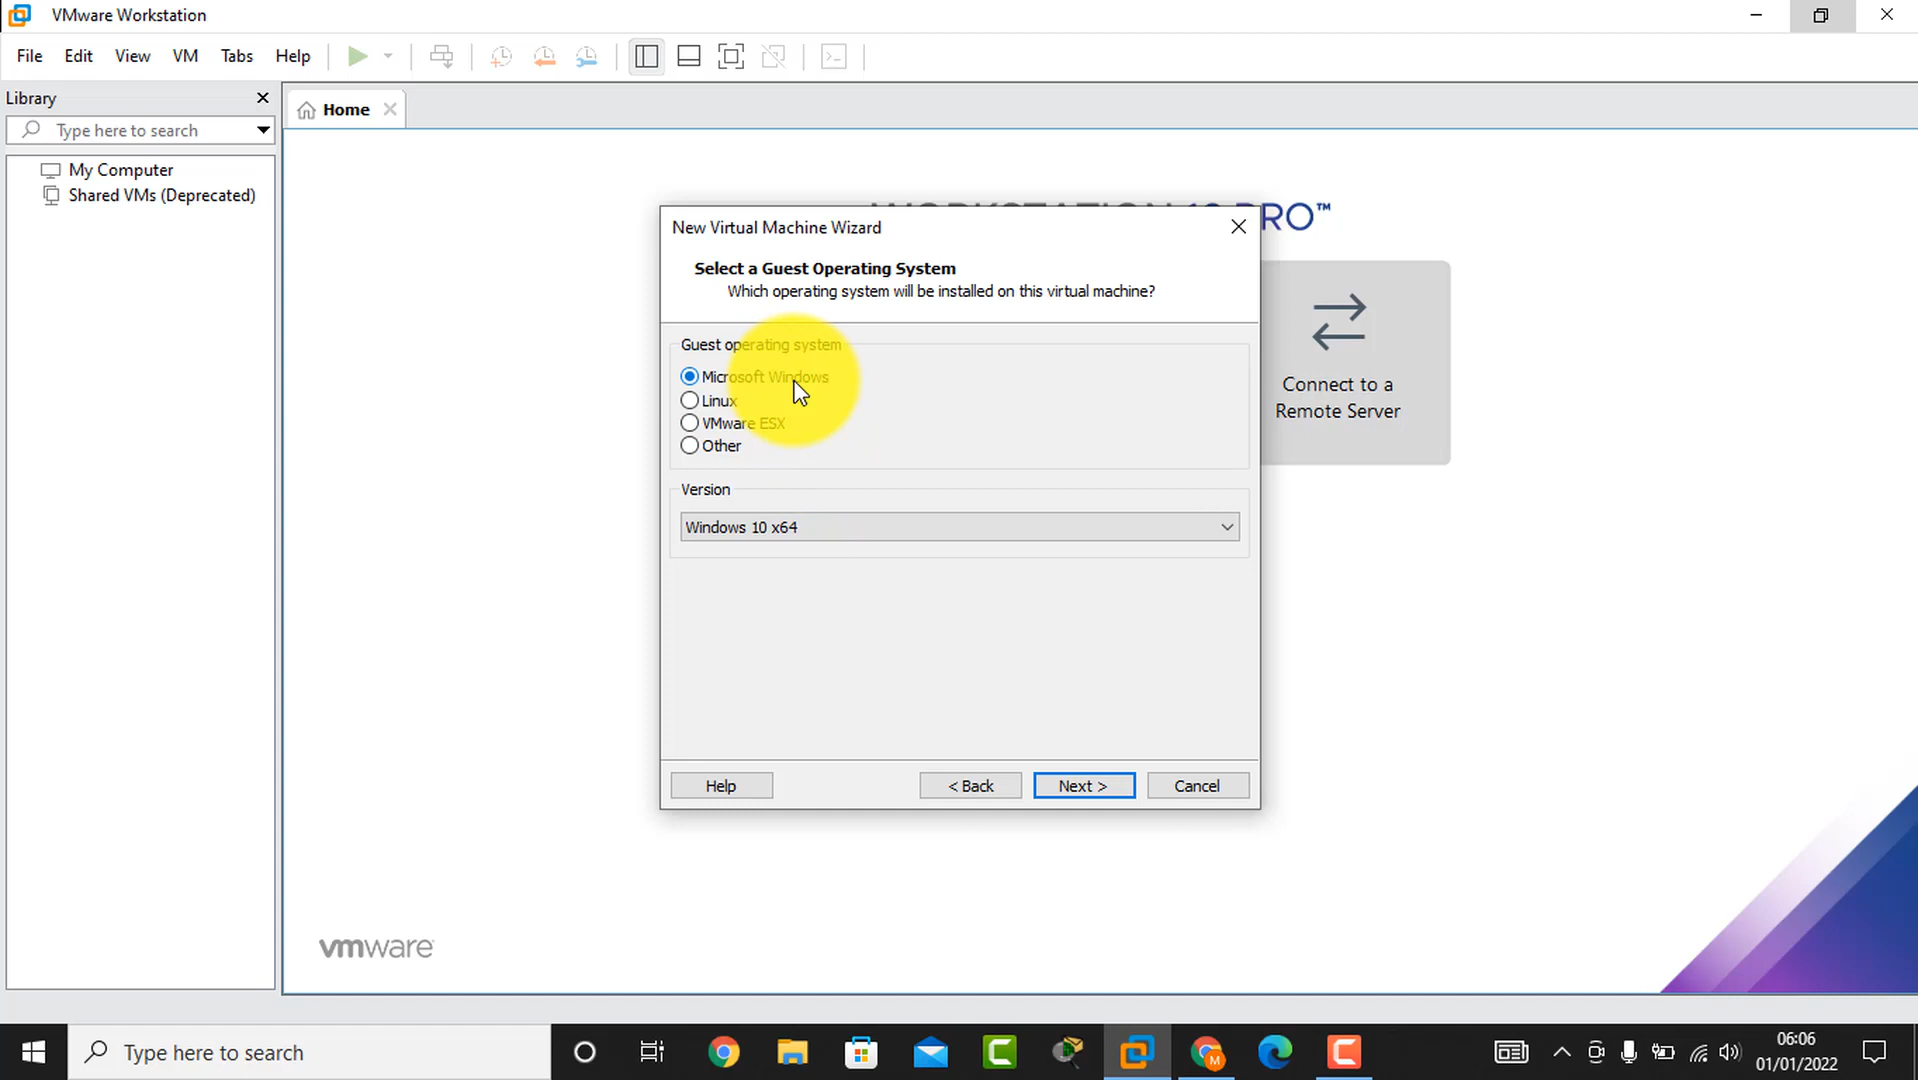 VMware Workstation
File Edit View VM Tabs Help
Library
Home
Type here to search
My Computer
Shared VMs (Deprecated)
PRO™
New Virtual Machine Wizard
Select a Guest Operating System
Which operating system will be installed on this virtual machine?
Guest operating system
Microsoft Windows
Linux
VMware ESX
Other
Version
Windows 10 x64
Help < Back Next > Cancel
Connect to a
Remote Server
vmware
Type here to search
M
06:06
01/01/2022